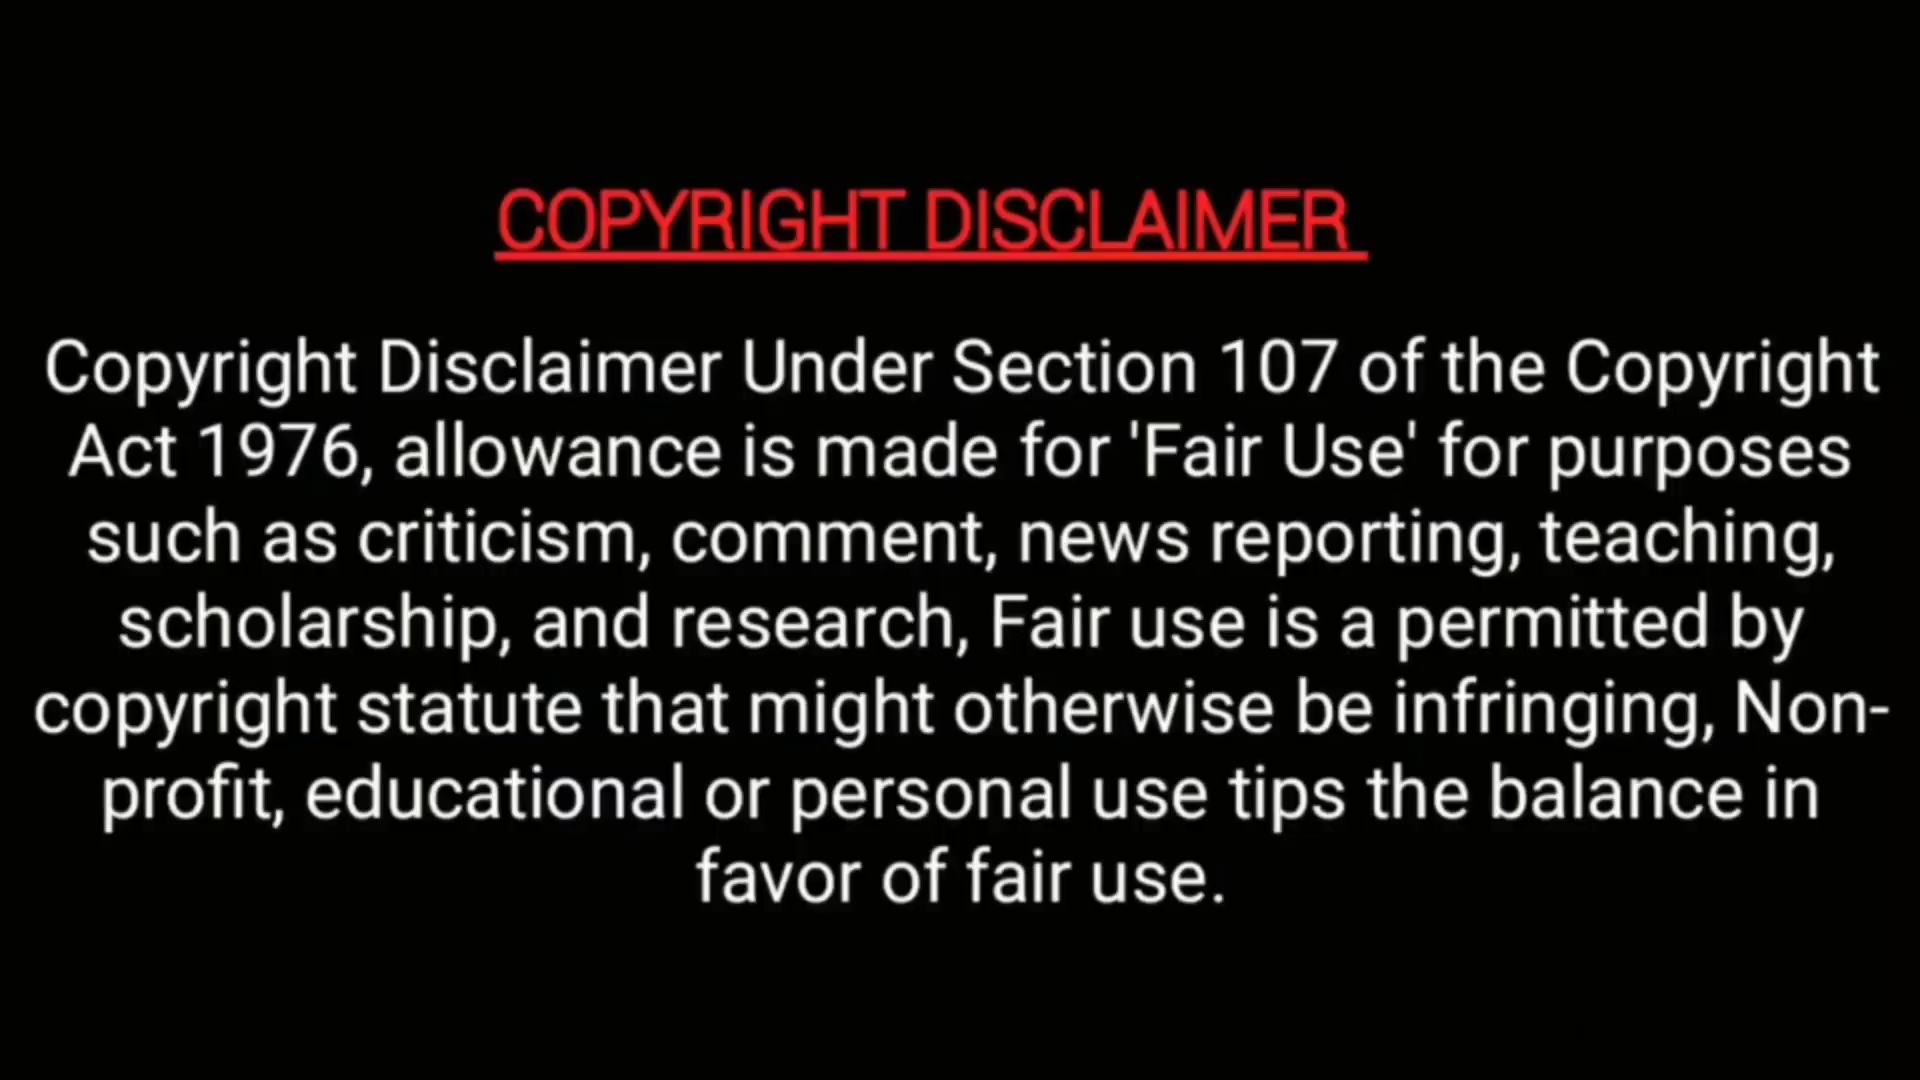 COPYRIGHT DISCLAIMER
Copyright Disclaimer Under Section 107 of the Copyright
Act 1976, allowance is made for 'Fair Use' for purposes
such as criticism, comment, news reporting, teaching,
scholarship, and research, Fair use is a permitted by
copyright statute that might otherwise be infringing, Non-
profit, educational or personal use tips the balance in
favor of fair use.